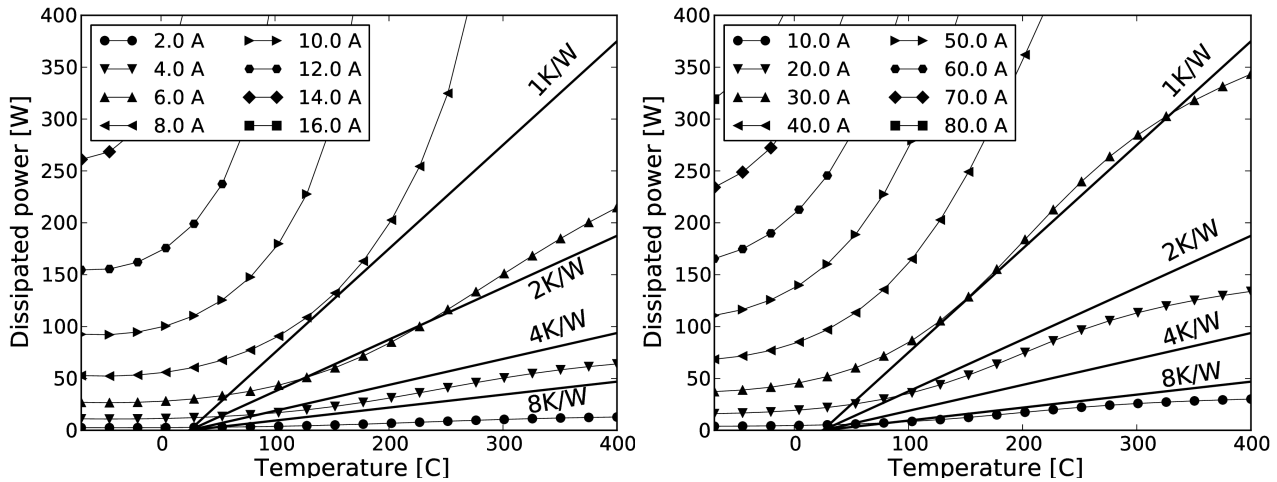 400
350
300
250
200
150
100
50
0
Dissipated power [W]
2.0 A
4.0 A
6.0 A
8.0 A
10.0 A
12.0 A
14.0 A
16.0 A
1K/W
2K/W
4K/W
8K/W
0 100 200 300 400
Temperature [C]
400
350
300
250
200
150
100
50
0
Dissipated power [W]
10.0 A
20.0 A
30.0 A
40.0 A
50.0 A
60.0 A
70.0 A
80.0 A
1K/W
2K/W
4K/W
8K/W
0 100 200 300 400
Temperature [C]